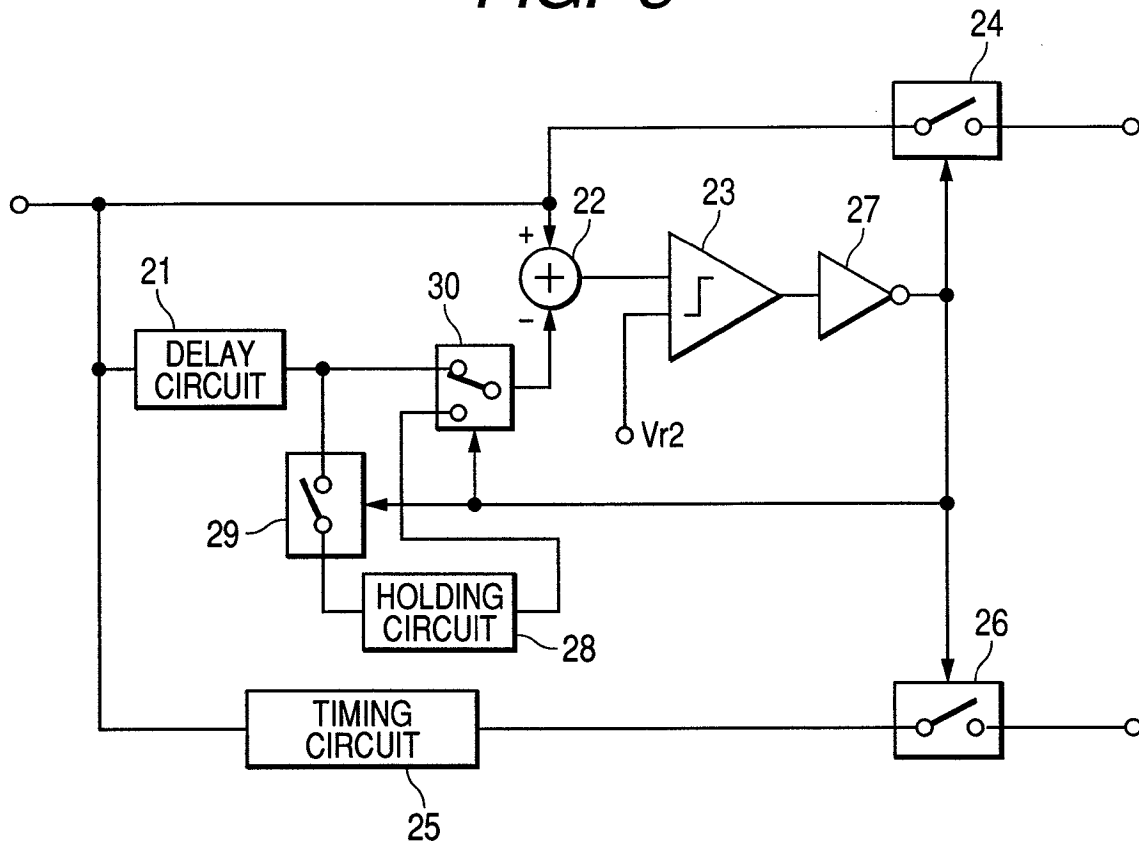 24
22
23
27
+
21
30
-
DELAY
CIRCUIT
Vr2
29
HOLDING
CIRCUIT
28
26
TIMING
CIRCUIT
25